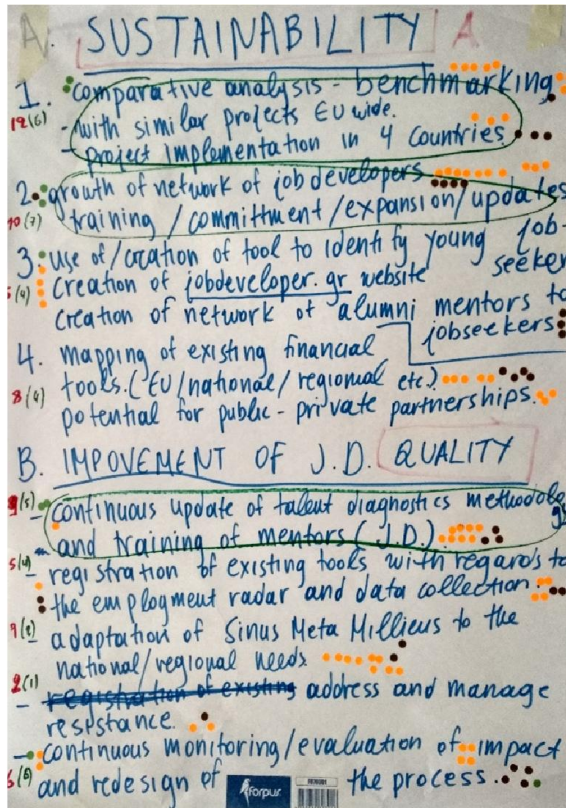 A. SUSTAINABILITY A
1. comparative analysis - benchmarking
12(6) - with similar projects EU wide.
- project implementation in 4 countries.
2. growth of network of job developers
10(7) training / committment / expansion / updates
3. use of / creation of tool to identify young job-
seeker
creation of jobdeveloper.gr website
creation of network of alumni mentors to
jobseekers
4. mapping of existing financial
8(4) tools. (EU/national/regional etc.)
potential for public - private partnerships.
B. IMPOVEMENT OF J.D. QUALITY
- continuous update of talent diagnostics
and training of mentors (J.D.)
- registration of existing tools with regards to
the employment radar and data collection.
- adaptation of Sinus Meta Millieus to the
national/regional needs
2(1)
- registration of existing address and manage
resistance.
- continuous monitoring/evaluation of impact
and redesign of the process.
Forpus